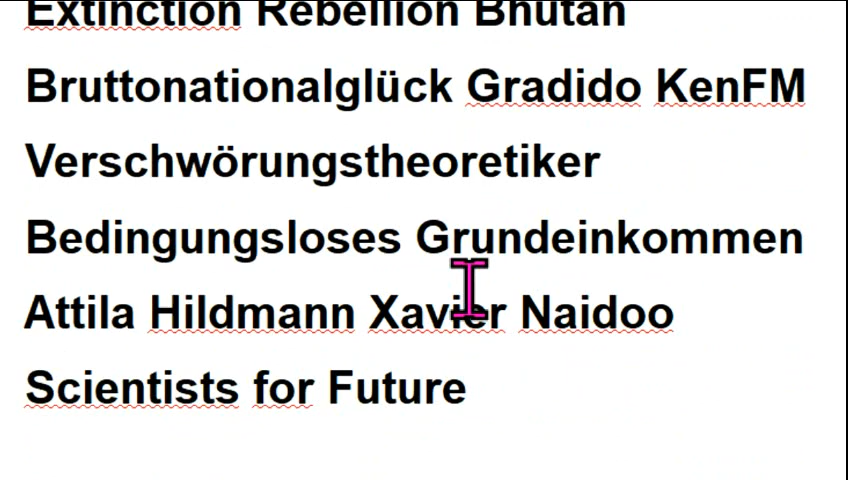 Extinction Rebellion Bhutan
Bruttonationalglück Gradido KenFM
Verschwörungstheoretiker
Bedingungsloses Grundeinkommen
Attila Hildmann Xavier Naidoo
Scientists for Future